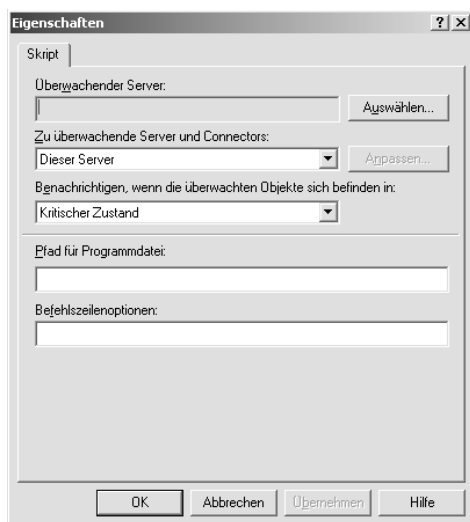 Eigenschaften
Skript
Überwachender Server:
Auswählen...
Zu überwachende Server und Connectors:
Dieser Server
Anpassen...
Benachrichtigen, wenn die überwachten Objekte sich befinden in:
Kritischer Zustand
Pfad für Programmdatei:
Befehlszeilenoptionen:
OK Abbrechen Übernehmen Hilfe